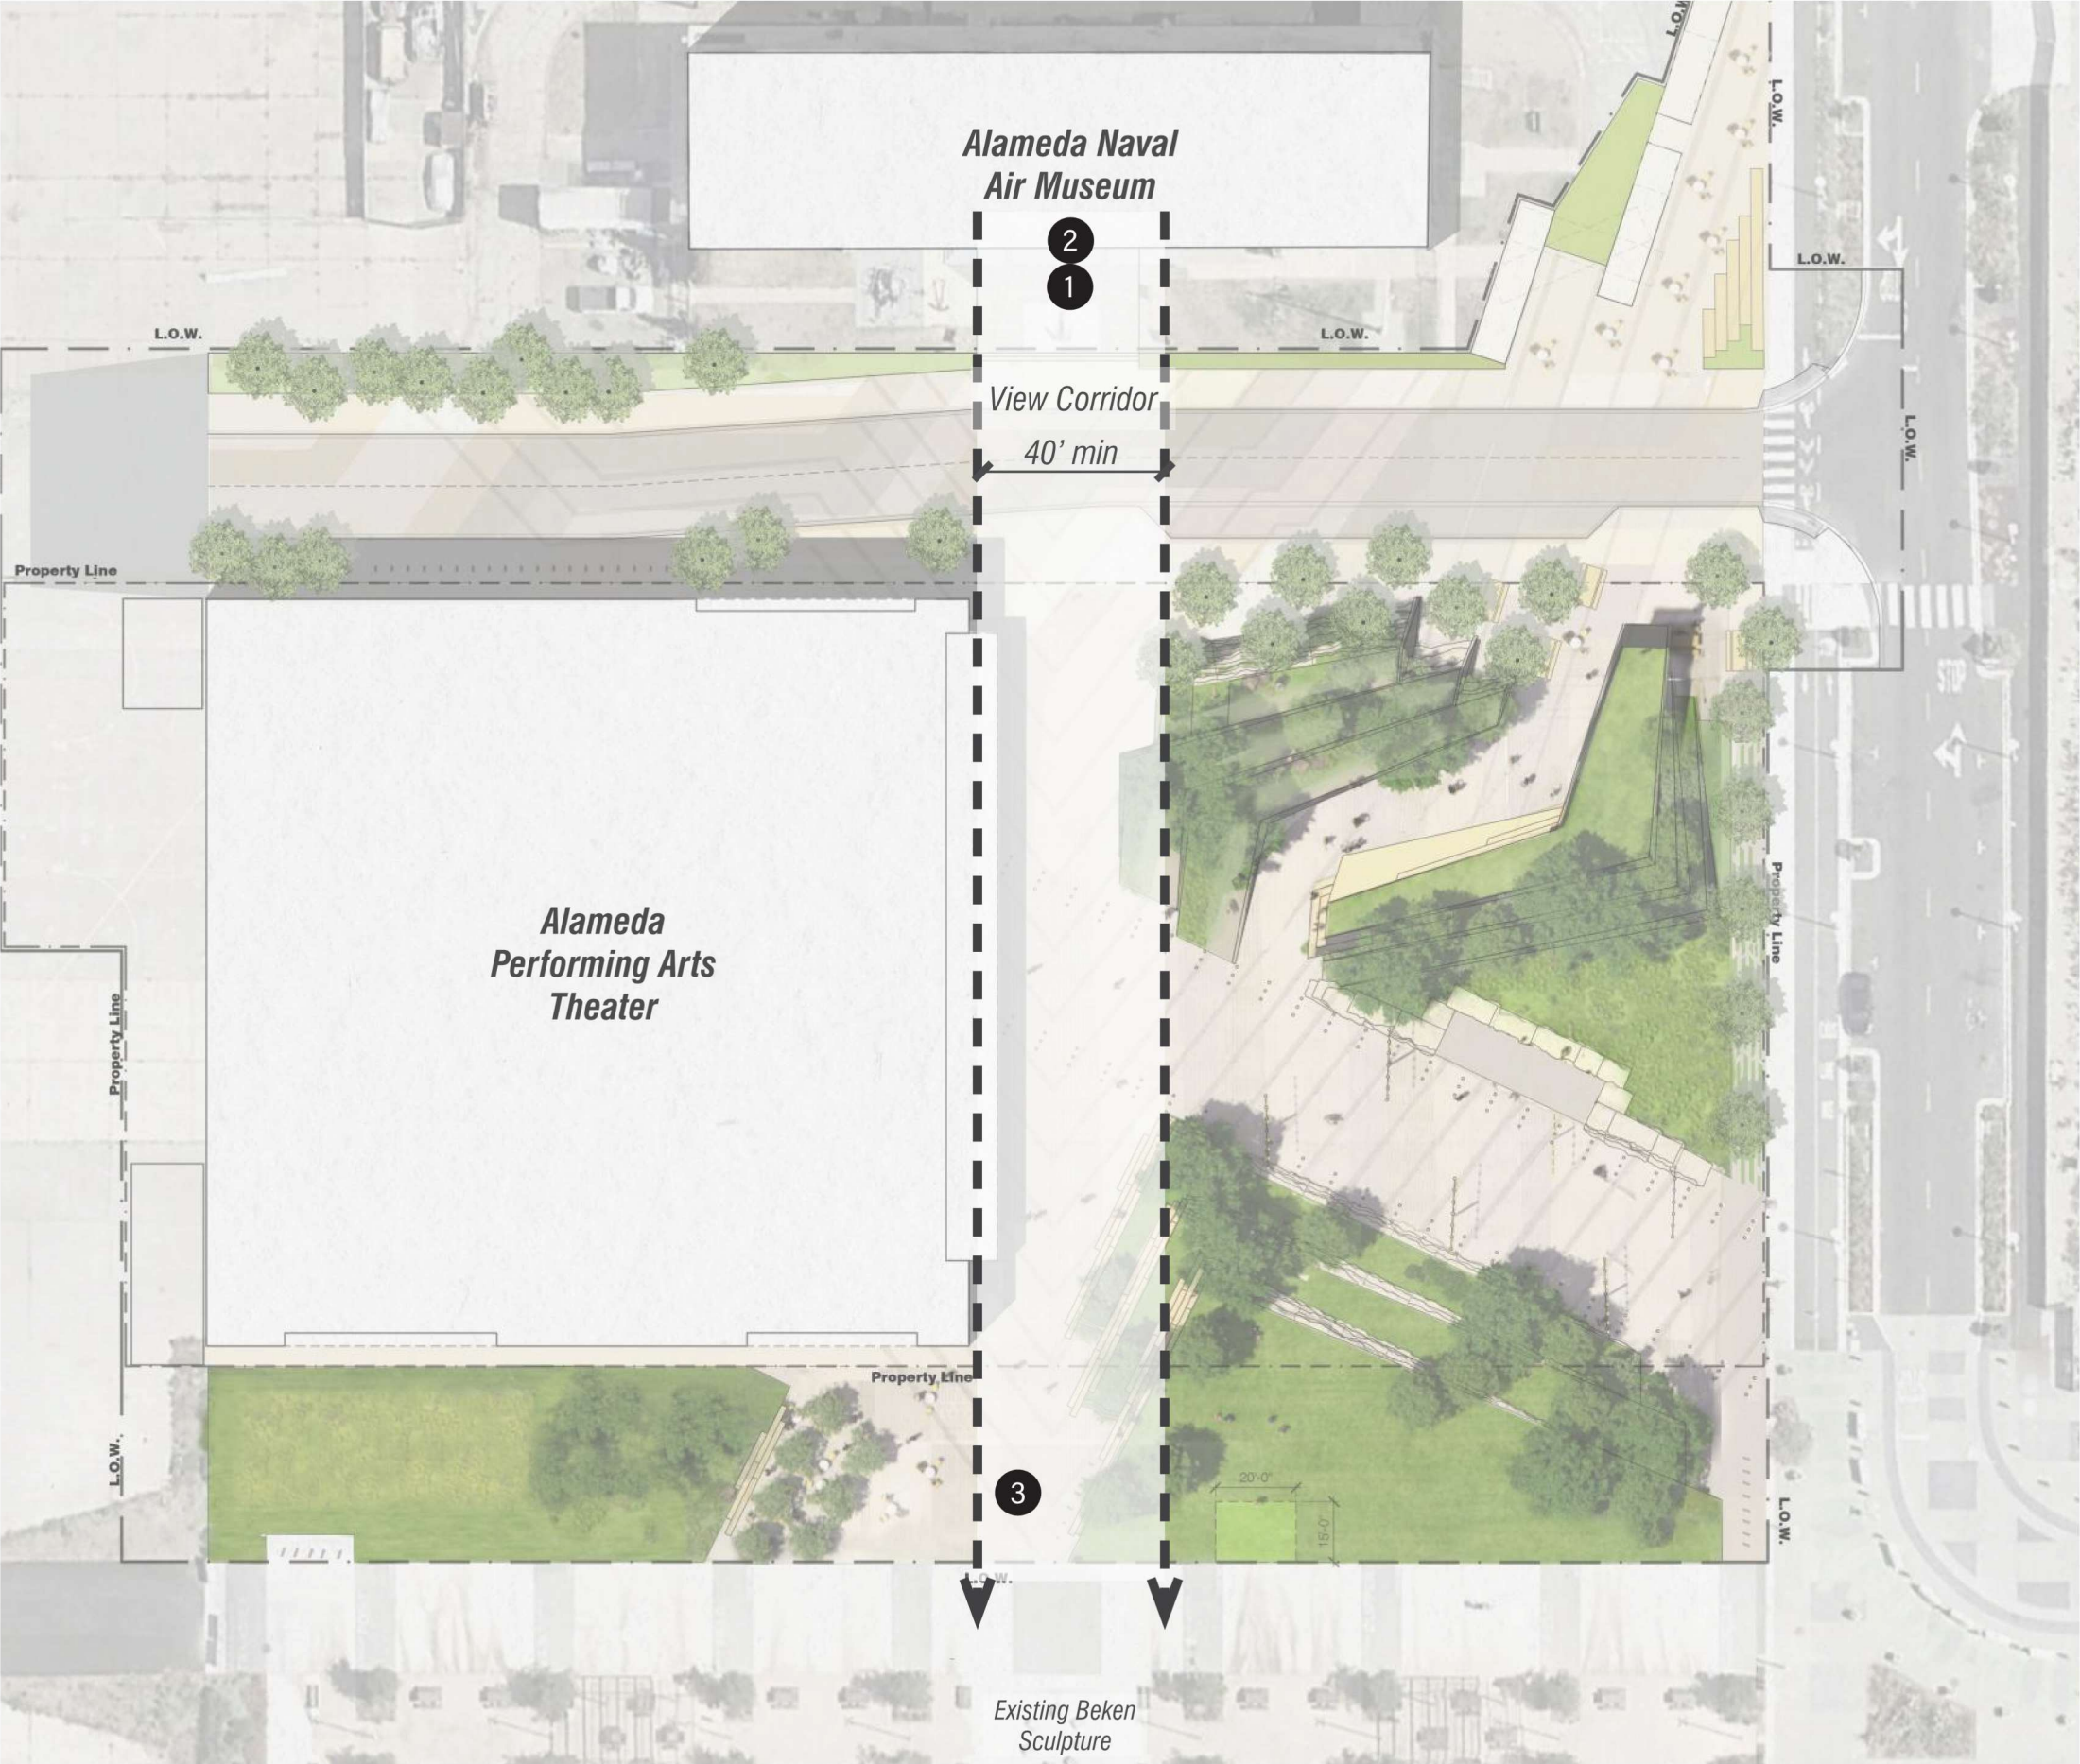 L.O.W.
L.O.W.
Alameda Naval
Air Museum
2
1
L.O.W.
L.O.W.
L.O.W.
View Corridor
40' min
L.O.W.
Property Line
STOP
Alameda
Performing Arts
Theater
Property Line
Property Line
Property Line
L.O.W.
3
20'-0"
15'-0"
L.O.W.
L.O.W.
Existing Beken
Sculpture